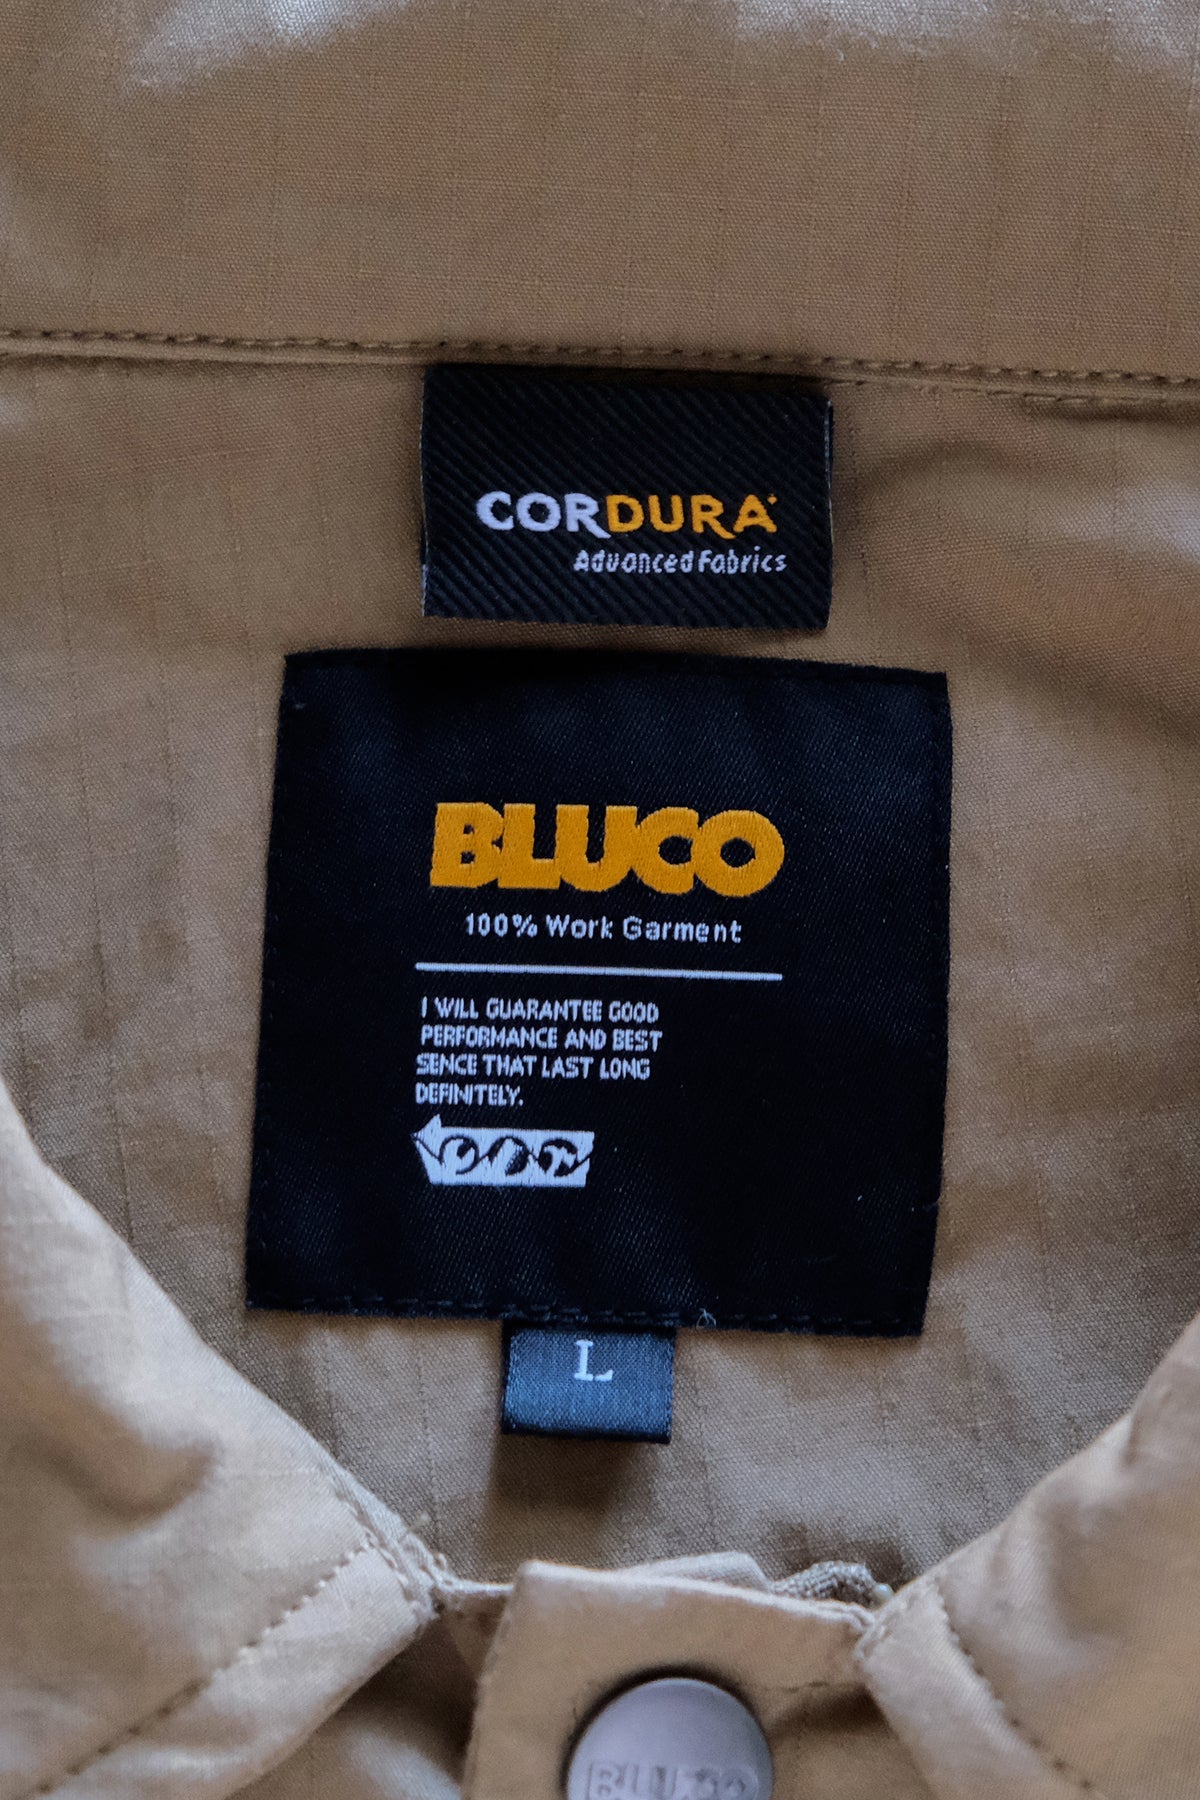 CORDURA
Advanced Fabrics
BLUCO
100% Work Garment
I WILL GUARANTEE GOOD
PERFORMANCE AND BEST
SENCE THAT LAST LONG
DEFINITELY.
L
BLUCO